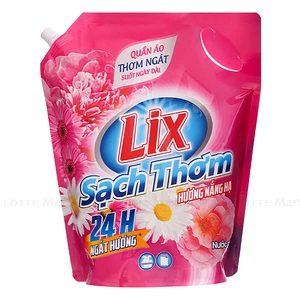 QUẦN ÁO
THƠM NGÁT
SUỐT NGÀY DÀI
Lix
Sạch Thơm
HƯƠNG NẮNG HẠ
24H
NGÁT HƯƠNG
Nước
LOTTE Mart